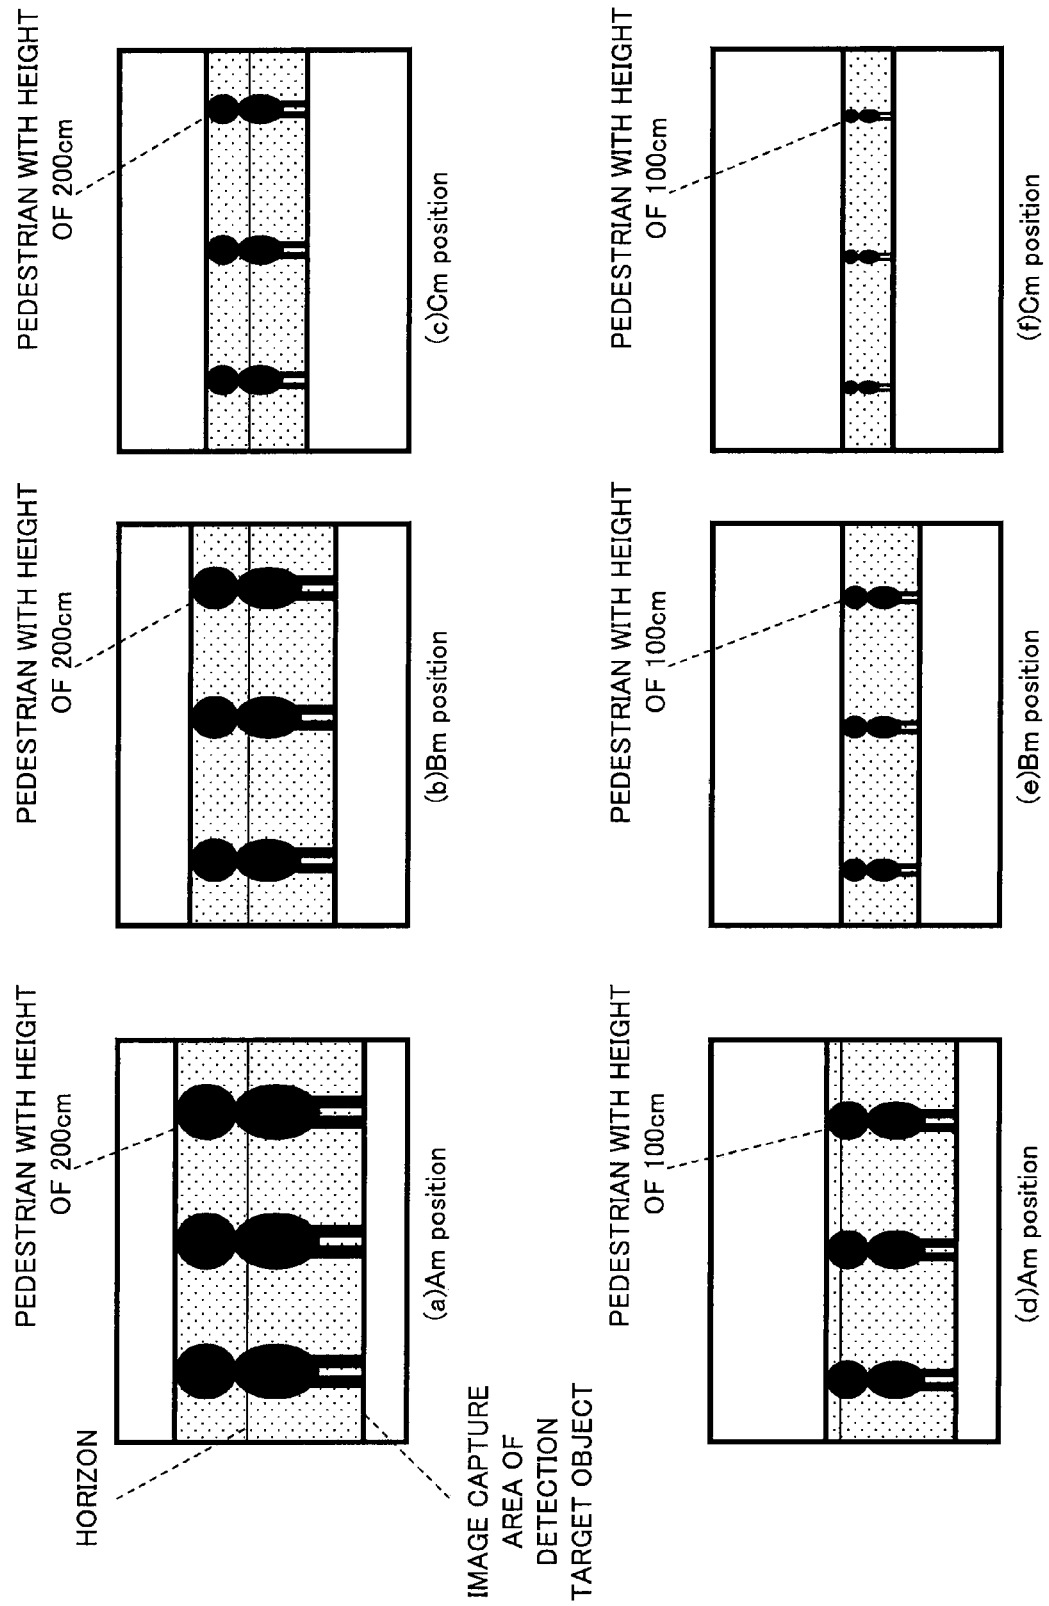 PEDESTRIAN WITH HEIGHT
OF 200cm
HORIZON
IMAGE CAPTURE
AREA OF
DETECTION
TARGET OBJECT
(a)Am position
PEDESTRIAN WITH HEIGHT
OF 200cm
(b)Bm position
PEDESTRIAN WITH HEIGHT
OF 200cm
(c)Cm position
PEDESTRIAN WITH HEIGHT
OF 100cm
(d)Am position
PEDESTRIAN WITH HEIGHT
OF 100cm
(e)Bm position
PEDESTRIAN WITH HEIGHT
OF 100cm
(f)Cm position